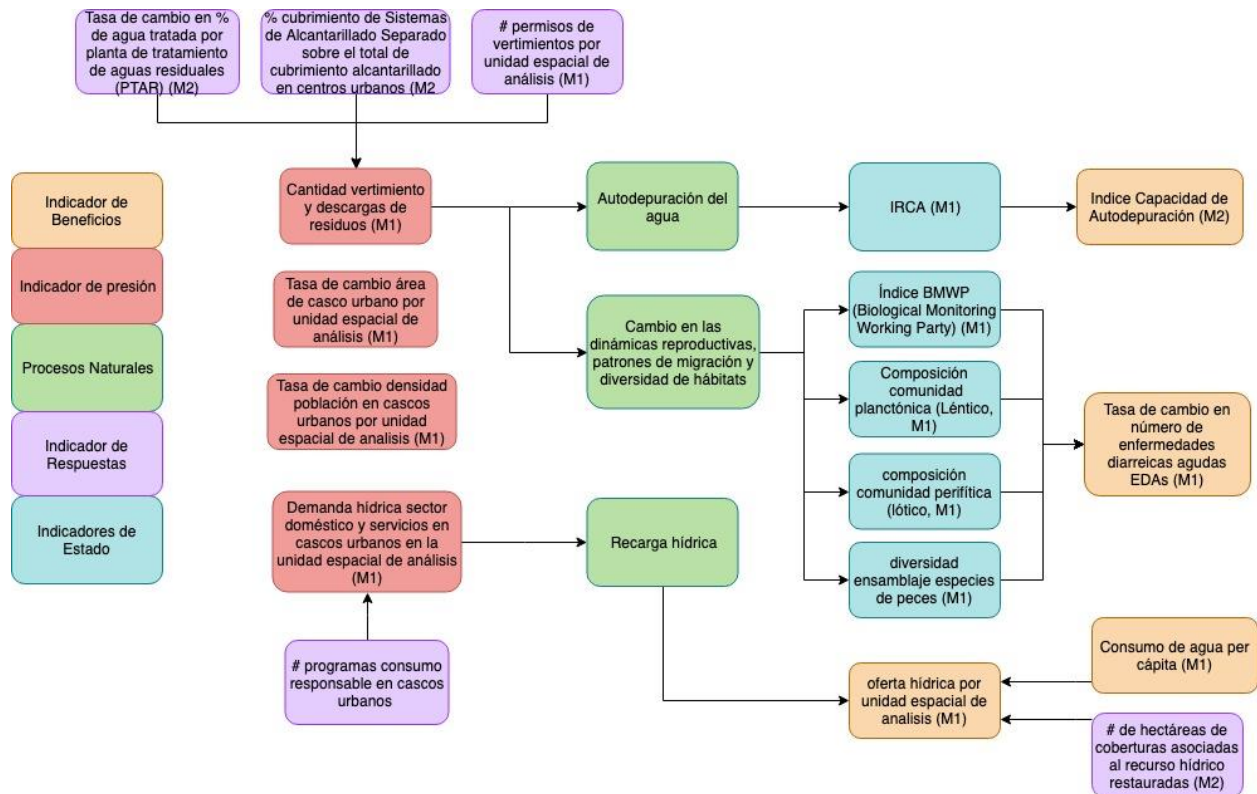 Tasa de cambio en %
de agua tratada por
planta de tratamiento
de aguas residuales
(PTAR) (M2)
% cubrimiento de Sistemas
de Alcantarillado Separado
sobre el total de
cubrimiento alcantarillado
en centros urbanos (M2
# permisos de
vertimientos por
unidad espacial de
análisis (M1)
Indicador de
Beneficios
Indicador de presión
Procesos Naturales
Indicador de
Respuestas
Indicadores de
Estado
Cantidad vertimiento
y descargas de
residuos (M1)
Autodepuración del
agua
IRCA (M1)
Indice Capacidad de
Autodepuración (M2)
Tasa de cambio área
de casco urbano por
unidad espacial de
análisis (M1)
Cambio en las
dinámicas reproductivas,
patrones de migración y
diversidad de hábitats
Índice BMWP
(Biological Monitoring
Working Party) (M1)
Tasa de cambio densidad
población en cascos
urbanos por unidad
espacial de analisis (M1)
Composición
comunidad
planctónica (Léntico,
M1)
Tasa de cambio en
número de
enfermedades
diarreicas agudas
EDAs (M1)
composición
comunidad perifítica
(lótico, M1)
Demanda hídrica sector
doméstico y servicios en
cascos urbanos en la
unidad espacial de análisis
(M1)
Recarga hídrica
diversidad
ensamblaje especies
de peces (M1)
# programas consumo
responsable en cascos
urbanos
oferta hídrica por
unidad espacial de
analisis (M1)
Consumo de agua per
cápita (M1)
# de hectáreas de
coberturas asociadas
al recurso hídrico
restauradas (M2)